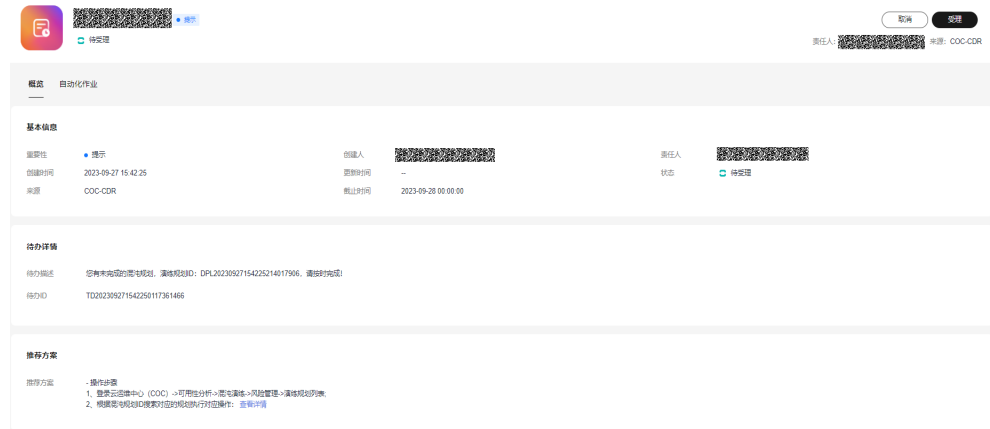 提示
取消
受理
待受理
责任人:
来源: COC-CDR
概览
自动化作业
基本信息
重要性
提示
创建人
责任人
创建时间
2023-09-27 15:42:25
更新时间
--
状态
待受理
来源
COC-CDR
截止时间
2023-09-28 00:00:00
待办详情
待办描述
您有未完成的混沌规划，演练规划ID：DPL20230927154225214017906，请按时完成!
待办ID
TD202309271542250117361466
推荐方案
推荐方案
- 操作步骤
1、登录云运维中心（COC）->可用性分析->混沌演练->风险管理->演练规划列表;
2、根据混沌规划ID搜索对应的规划执行对应操作： 查看详情